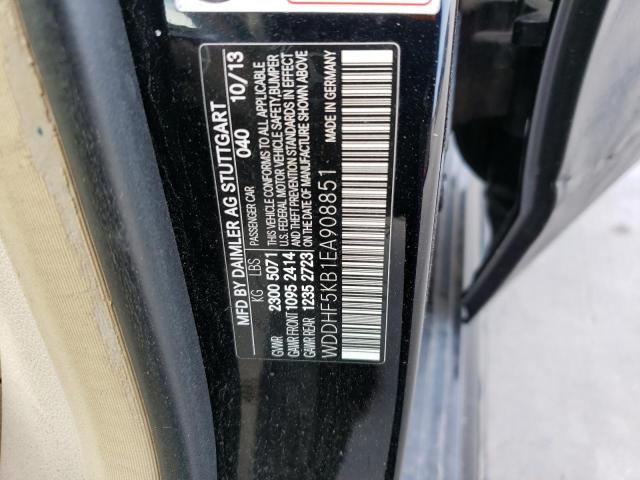 MFD BY DAIMLER AG STUTTGART
040 10/13
KG LBS PASSENGER CAR
GVWR 2300 5071
GAWR FRONT 1095 2414
GAWR REAR 1235 2723
THIS VEHICLE CONFORMS TO ALL APPLICABLE
U.S. FEDERAL MOTOR VEHICLE SAFETY, BUMPER
AND THEFT PREVENTION STANDARDS IN EFFECT
ON THE DATE OF MANUFACTURE SHOWN ABOVE
WDDHF5KB1EA908851 MADE IN GERMANY